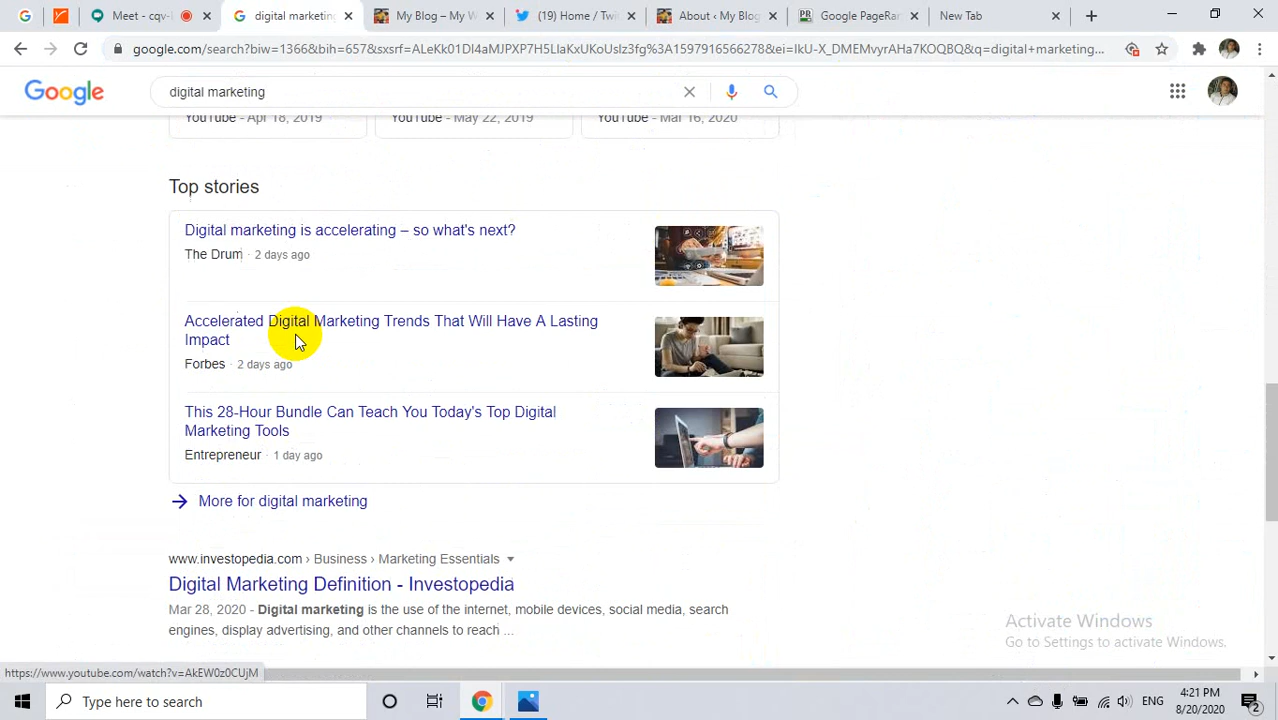 Meet - cqv-l
digital marketin
My Blog – My W
(19) Home / Twit
About ‹ My Blog
Google PageRan
New Tab
google.com/search?biw=1366&bih=657&sxsrf=ALeKk01Dl4aMJPXP7H5LlaKxUKoUsIz3fg%3A1597916566278&ei=IkU-X_DMEMvyrAHa7KOQBQ&q=digital+marketing...
Google
digital marketing
YouTube - Apr 18, 2019
YouTube - May 22, 2019
YouTube - Mar 16, 2020
Top stories
Digital marketing is accelerating – so what's next?
The Drum · 2 days ago
Accelerated Digital Marketing Trends That Will Have A Lasting
Impact
Forbes · 2 days ago
This 28-Hour Bundle Can Teach You Today's Top Digital
Marketing Tools
Entrepreneur · 1 day ago
More for digital marketing
www.investopedia.com › Business › Marketing Essentials
Digital Marketing Definition - Investopedia
Mar 28, 2020 - Digital marketing is the use of the internet, mobile devices, social media, search
engines, display advertising, and other channels to reach ...
Activate Windows
Go to Settings to activate Windows.
https://www.youtube.com/watch?v=AkEW0z0CUjM
Type here to search
ENG
4:21 PM
8/20/2020
2